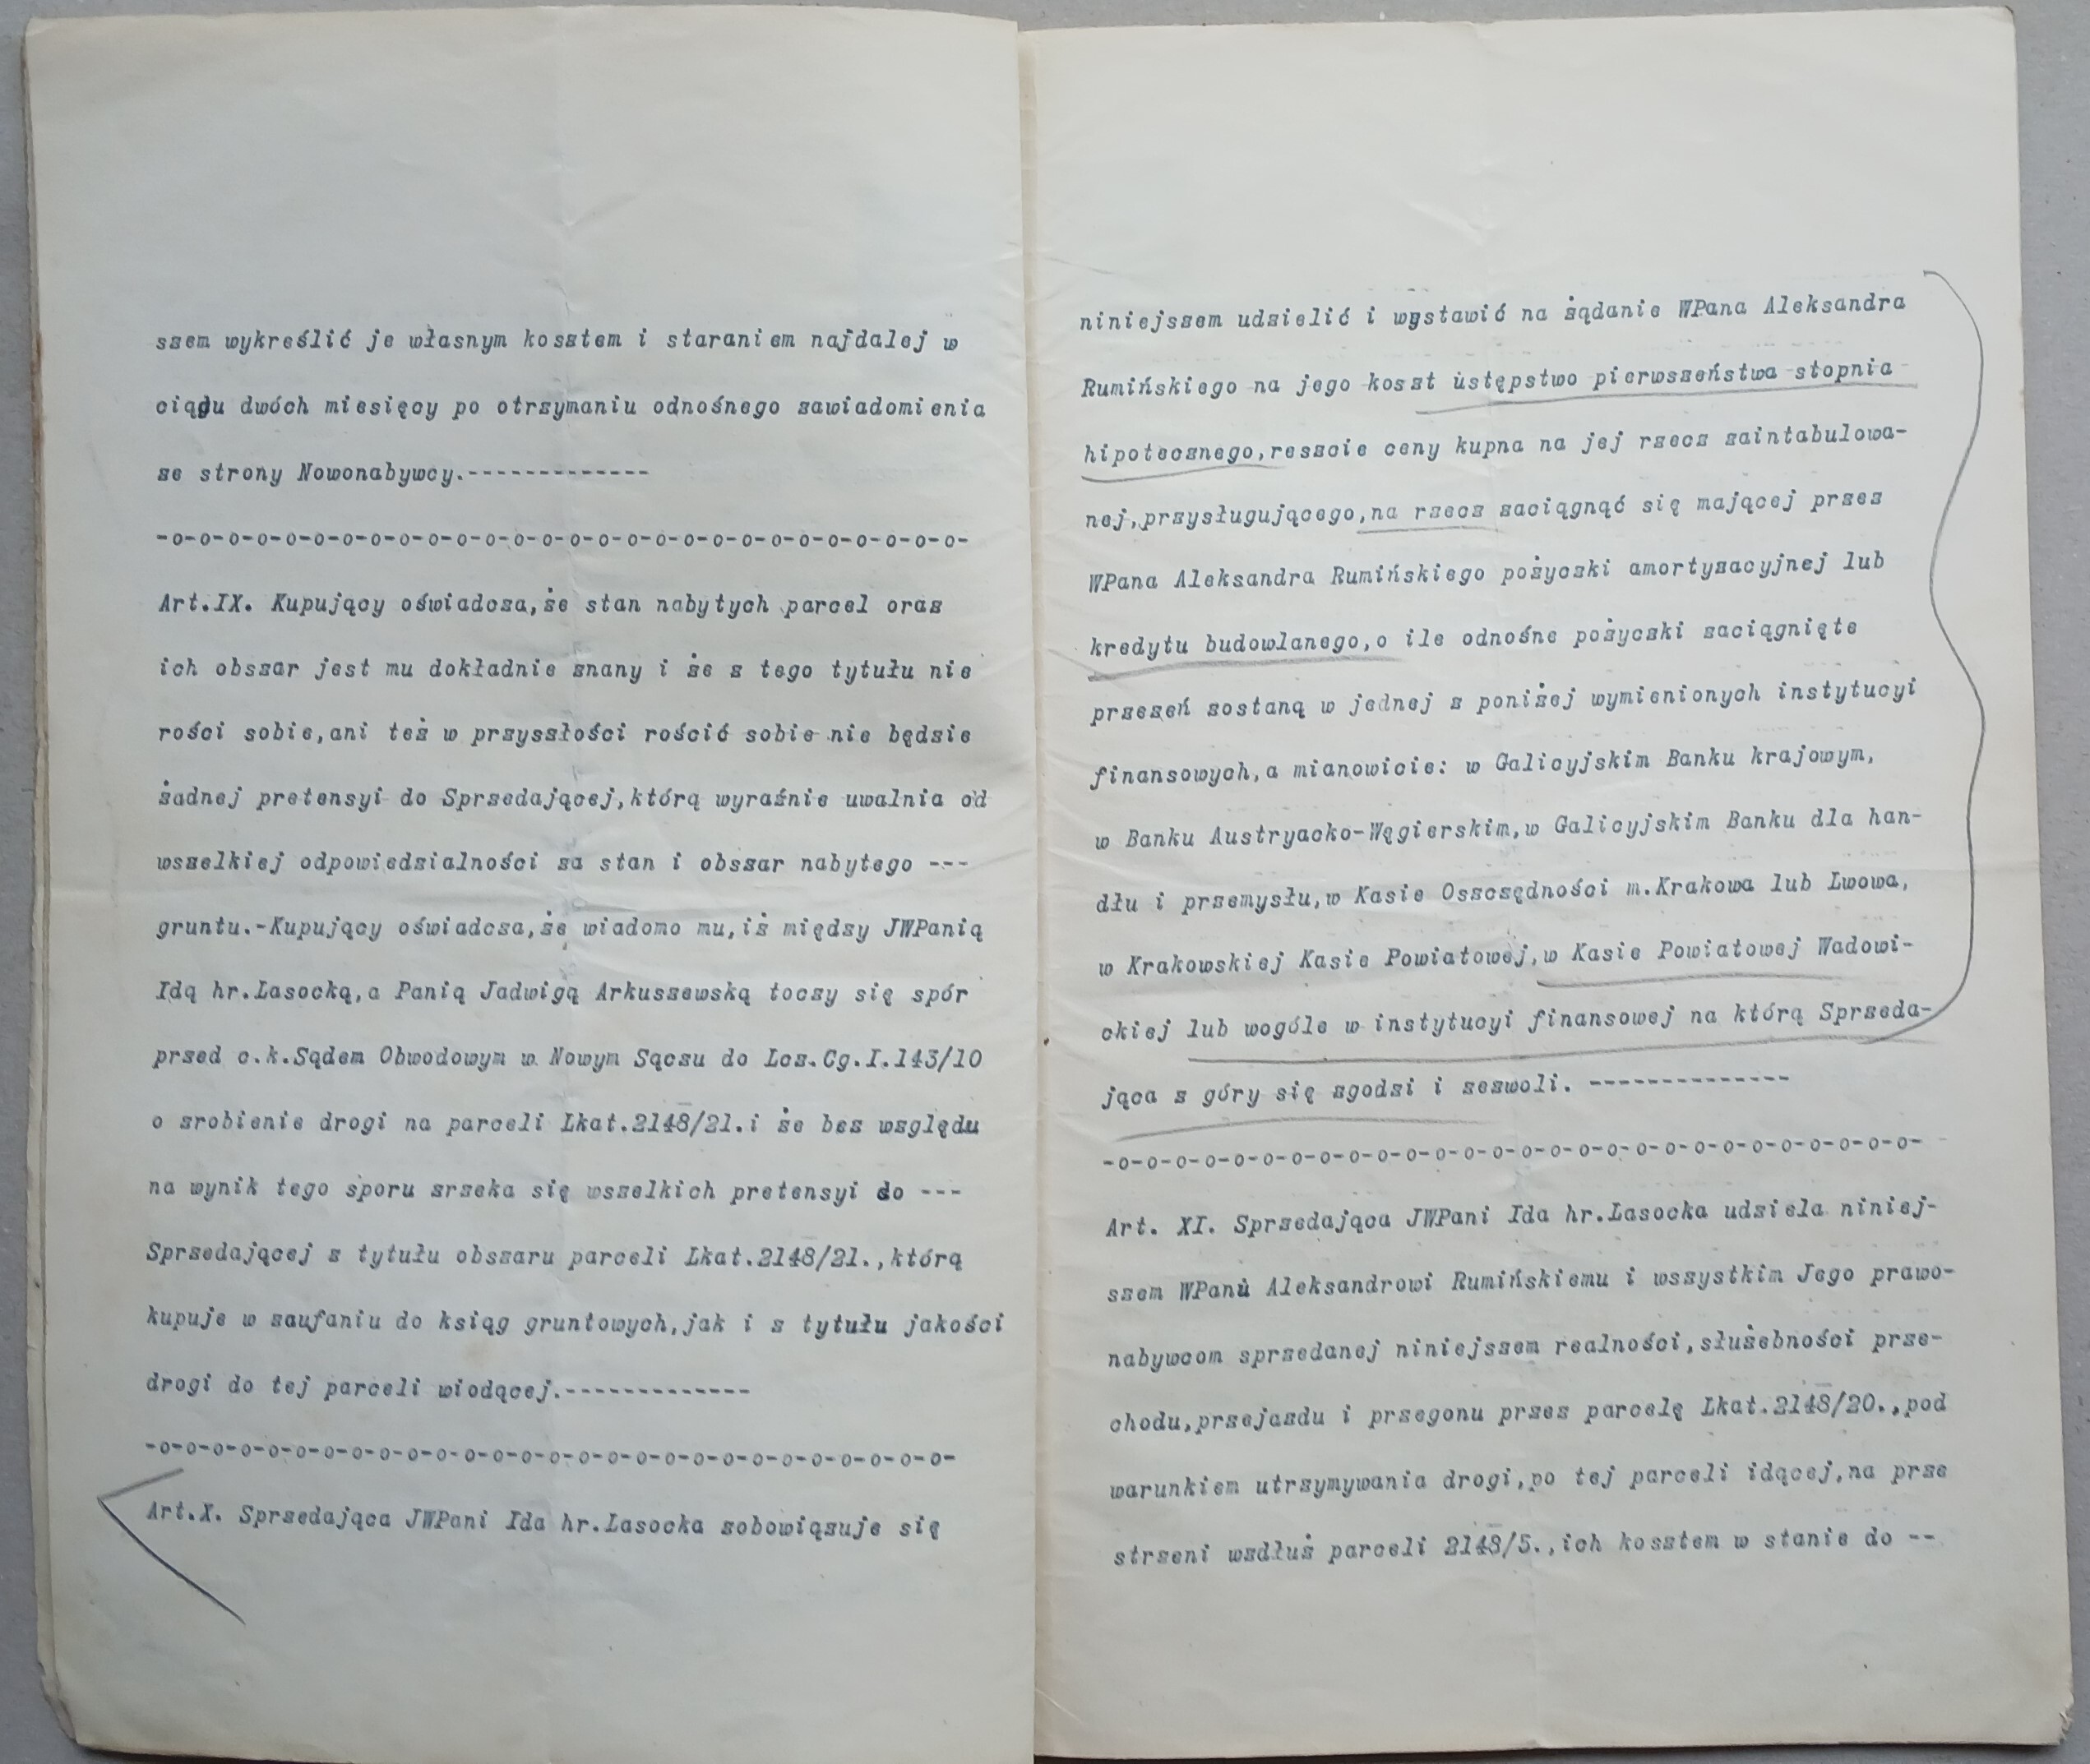 szem wykreślić je własnym kosztem i staraniem najdalej w
ciągu dwóch miesięcy po otrzymaniu odnośnego zawiadomienia
ze strony Nowonabywcy.-------------
-o-o-o-o-o-o-o-o-o-o-o-o-o-o-o-o-o-o-o-o-o-o-o-o-o-o-o-o-
Art.IX. Kupujący oświadcza,że stan nabytych parcel oraz
ich obszar jest mu dokładnie znany i że z tego tytułu nie
rości sobie,ani też w przyszłości rościć sobie nie będzie
żadnej pretensyi do Sprzedającej,którą wyraźnie uwalnia od
wszelkiej odpowiedzialności za stan i obszar nabytego ---
gruntu.-Kupujący oświadcza,że wiadomo mu,iż między JWPanią
Idą hr.Lasocką,a Panią Jadwigą Arkuszewską toczy się spór
przed c.k.Sądem Obwodowym w Nowym Sączu do Lcz.Cg.I.143/10
o zrobienie drogi na parceli Lkat.2148/21.i że bez względu
na wynik tego sporu zrzeka się wszelkich pretensyi do ---
Sprzedającej z tytułu obszaru parceli Lkat.2148/21.,którą
kupuje w zaufaniu do ksiąg gruntowych,jak i z tytułu jakości
drogi do tej parceli wiodącej.-------------
-o-o-o-o-o-o-o-o-o-o-o-o-o-o-o-o-o-o-o-o-o-o-o-o-o-o-o-o-
Art.X. Sprzedająca JWPani Ida hr.Lasocka zobowiązuje się
niniejszem udzielić i wystawić na żądanie WPana Aleksandra
Rumińskiego na jego koszt ustępstwo pierwszeństwa stopnia
hipotecznego,reszcie ceny kupna na jej rzecz zaintabulowa-
nej,przysługującego,na rzecz zaciągnąć się mającej przez
WPana Aleksandra Rumińskiego pożyczki amortyzacyjnej lub
kredytu budowlanego,o ile odnośne pożyczki zaciągnięte
przezeń zostaną w jednej z poniżej wymienionych instytucyi
finansowych,a mianowicie: w Galicyjskim Banku krajowym,
w Banku Austryacko-Węgierskim,w Galicyjskim Banku dla han-
dlu i przemysłu,w Kasie Oszczędności m.Krakowa lub Lwowa,
w Krakowskiej Kasie Powiatowej,w Kasie Powiatowej Wadowi-
ckiej lub wogóle w instytucyi finansowej na którą Sprzeda-
jąca z góry się zgodzi i zezwoli. --------------
-o-o-o-o-o-o-o-o-o-o-o-o-o-o-o-o-o-o-o-o-o-o-o-o-o-o-o-o-
Art. XI. Sprzedająca JWPani Ida hr.Lasocka udziela niniej-
szem WPanu Aleksandrowi Rumińskiemu i wszystkim Jego prawo-
nabywcom sprzedanej niniejszem realności,służebności prze-
chodu,przejazdu i przegonu przez parcelę Lkat.2148/20.,pod
warunkiem utrzymywania drogi,po tej parceli idącej,na prze
strzeni wzdłuż parceli 2148/5.,ich kosztem w stanie do --